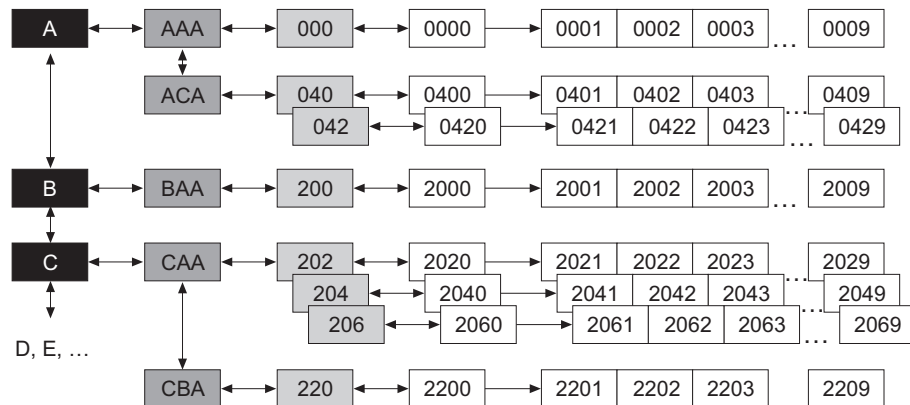 A AAA 000 0000 0001 0002 0003 ... 0009
ACA 040 0400 0401 0402 0403 ... 0409
042 0420 0421 0422 0423 ... 0429
B BAA 200 2000 2001 2002 2003 ... 2009
C CAA 202 2020 2021 2022 2023 ... 2029
204 2040 2041 2042 2043 ... 2049
206 2060 2061 2062 2063 ... 2069
D, E, ...
CBA 220 2200 2201 2202 2203 2209